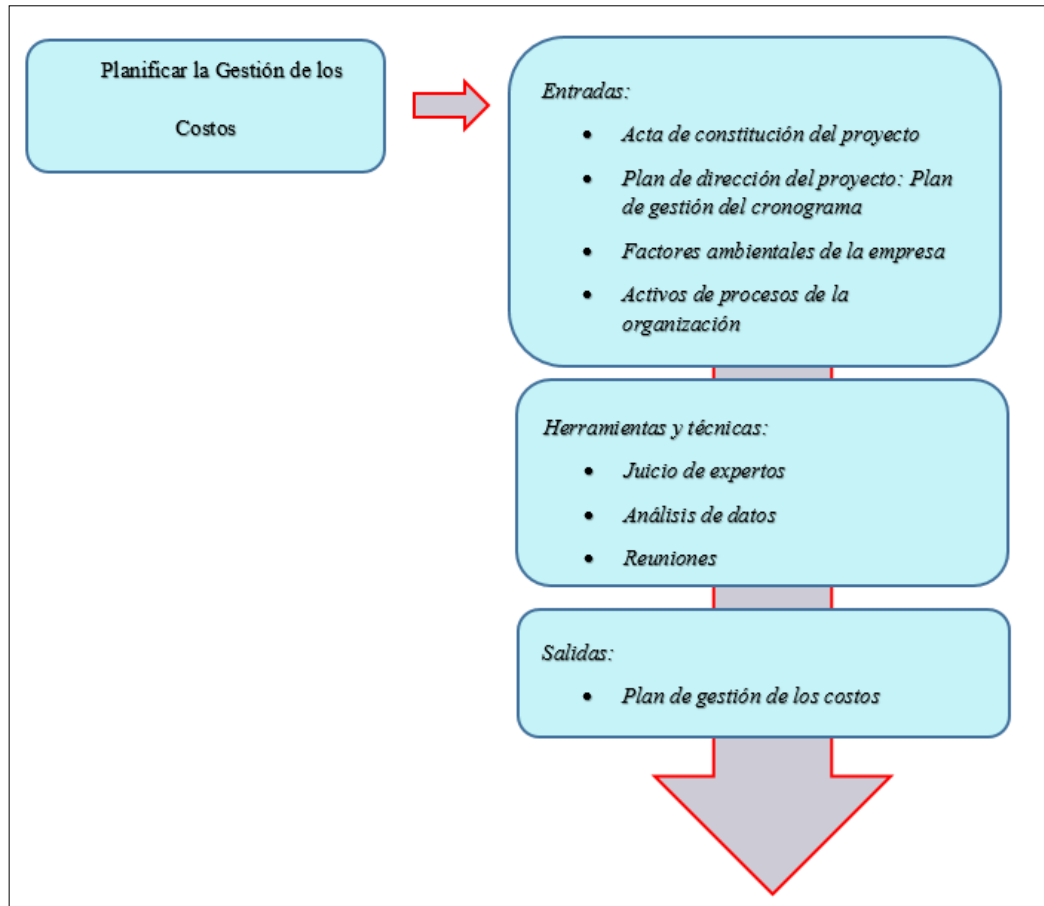 Planificar la Gestión de los
Costos
Entradas:
• Acta de constitución del proyecto
• Plan de dirección del proyecto: Plan
de gestión del cronograma
• Factores ambientales de la empresa
• Activos de procesos de la
organización
Herramientas y técnicas:
• Juicio de expertos
• Análisis de datos
• Reuniones
Salidas:
• Plan de gestión de los costos